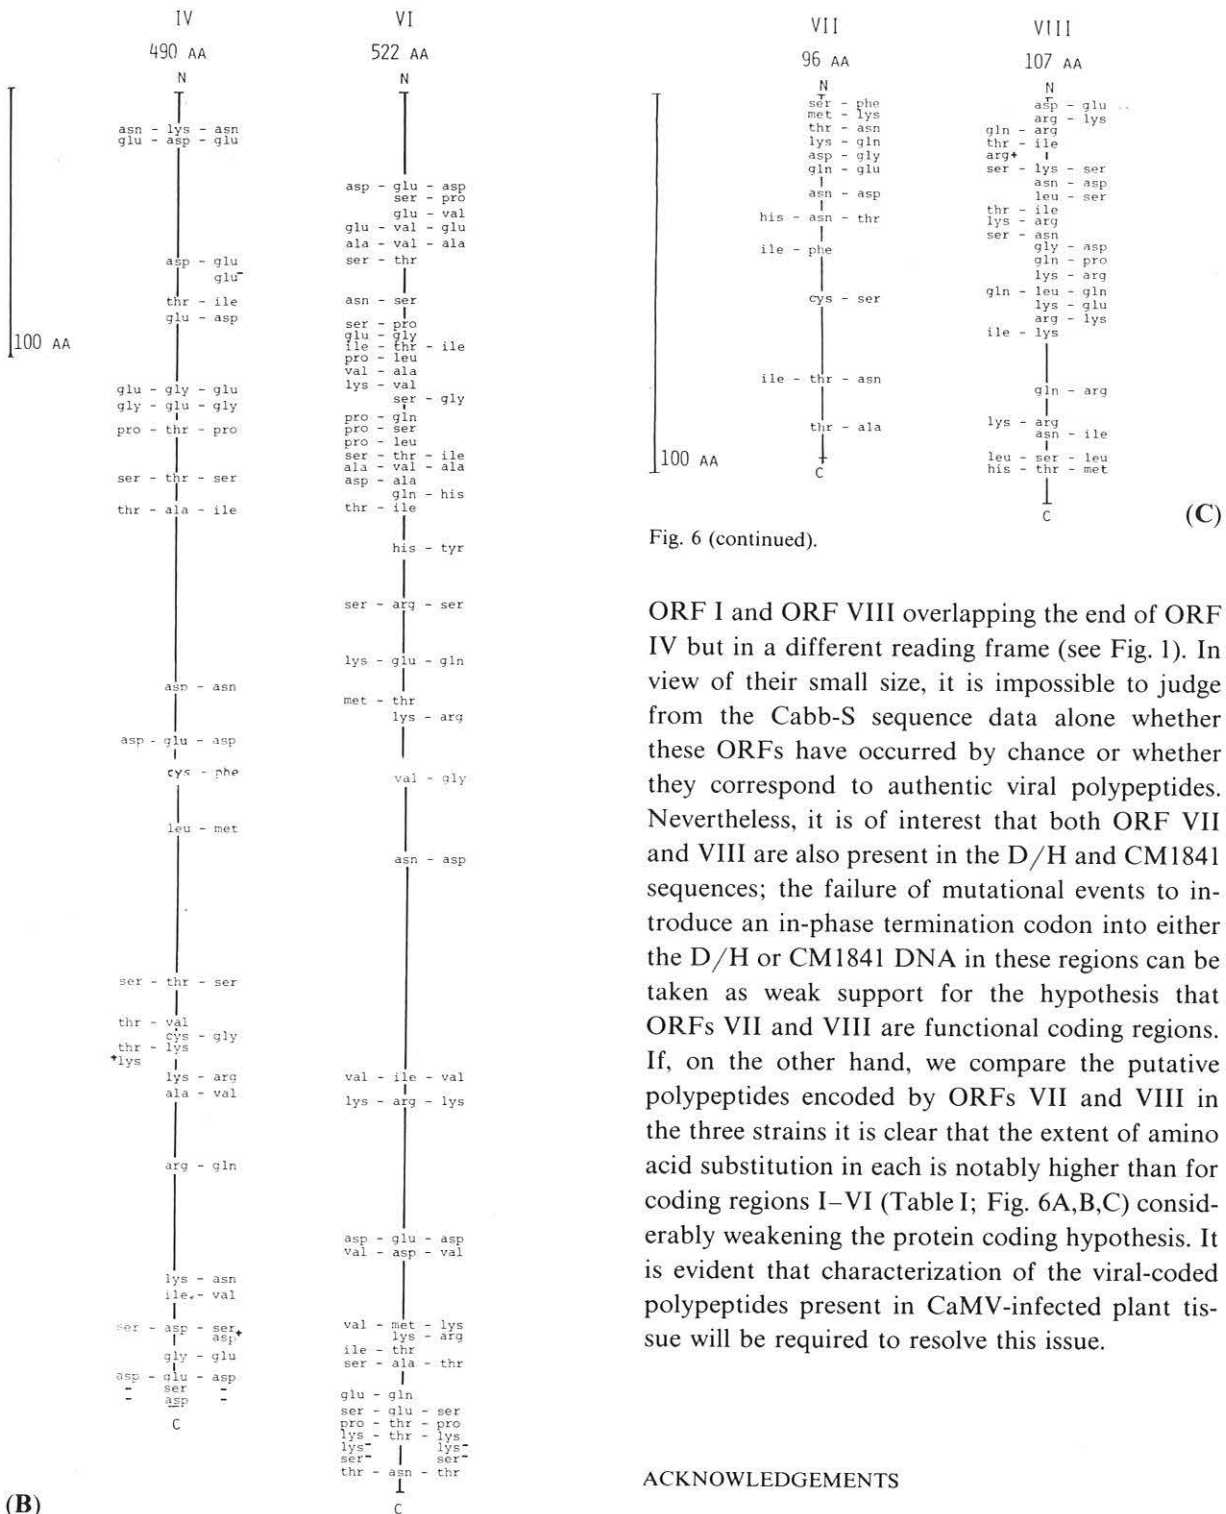 IV
490 AA
N
asn - lys - asn
glu - asp - glu
asp - glu
glu-
thr - ile
glu - asp
100 AA
glu - gly - glu
gly - glu - gly
pro - thr - pro
ser - thr - ser
thr - ala - ile
asp - asn
asp - glu - asp
cys - phe
leu - met
ser - thr - ser
thr - val
cys - gly
thr - lys
+lys
lys - arg
ala - val
arg - gln
lys - asn
ile - val
ser - asp - ser
asp+
gly - glu
asp - glu - asp
- ser -
- asp -
C
(B)
VI
522 AA
N
asp - glu - asp
ser - pro
glu - val
glu - val - glu
ala - val - ala
ser - thr
asn - ser
ser - pro
glu - gly
ile - thr - ile
pro - leu
val - ala
lys - val
ser - gly
pro - gln
pro - ser
pro - leu
ser - thr - ile
ala - val - ala
asp - ala
gln - his
thr - ile
his - tyr
ser - arg - ser
lys - glu - gln
met - thr
lys - arg
val - gly
asn - asp
val - ile - val
lys - arg - lys
asp - glu - asp
val - asp - val
val - met - lys
lys - arg
ile - thr
ser - ala - thr
glu - gln
ser - glu - ser
pro - thr - pro
lys - thr - lys
lys- lys-
ser- ser-
thr - asn - thr
C
VII
96 AA
N
ser - phe
met - lys
thr - asn
lys - gln
asp - gly
gln - glu
asn - asp
his - asn - thr
ile - phe
cys - ser
ile - thr - asn
thr - ala
100 AA
C
VIII
107 AA
N
asp - glu
arg - lys
gln - arg
thr - ile
arg+
ser - lys - ser
asn - asp
leu - ser
thr - ile
lys - arg
ser - asn
gly - asp
gln - pro
lys - arg
gln - leu - gln
lys - glu
arg - lys
ile - lys
gln - arg
lys - arg
asn - ile
leu - ser - leu
his - thr - met
C
(C)
Fig. 6 (continued).
ORF I and ORF VIII overlapping the end of ORF
IV but in a different reading frame (see Fig. 1). In
view of their small size, it is impossible to judge
from the Cabb-S sequence data alone whether
these ORFs have occurred by chance or whether
they correspond to authentic viral polypeptides.
Nevertheless, it is of interest that both ORF VII
and VIII are also present in the D/H and CM1841
sequences; the failure of mutational events to in-
troduce an in-phase termination codon into either
the D/H or CM1841 DNA in these regions can be
taken as weak support for the hypothesis that
ORFs VII and VIII are functional coding regions.
If, on the other hand, we compare the putative
polypeptides encoded by ORFs VII and VIII in
the three strains it is clear that the extent of amino
acid substitution in each is notably higher than for
coding regions I–VI (Table I; Fig. 6A,B,C) consid-
erably weakening the protein coding hypothesis. It
is evident that characterization of the viral-coded
polypeptides present in CaMV-infected plant tis-
sue will be required to resolve this issue.
ACKNOWLEDGEMENTS